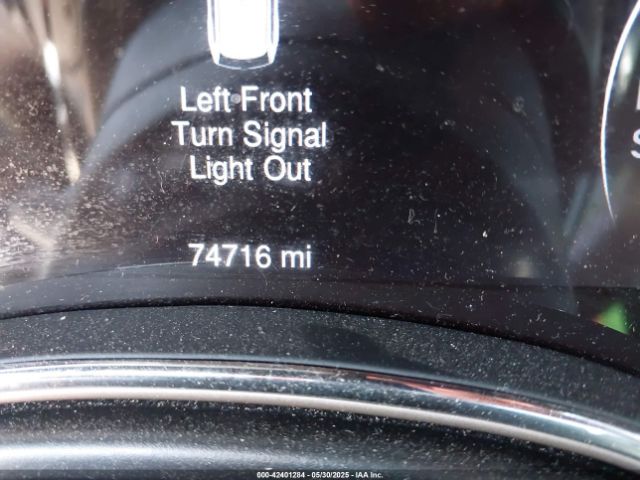 Left Front
Turn Signal
Light Out
74716 mi
S
000-42401284 - 05/30/2025 - IAA Inc.